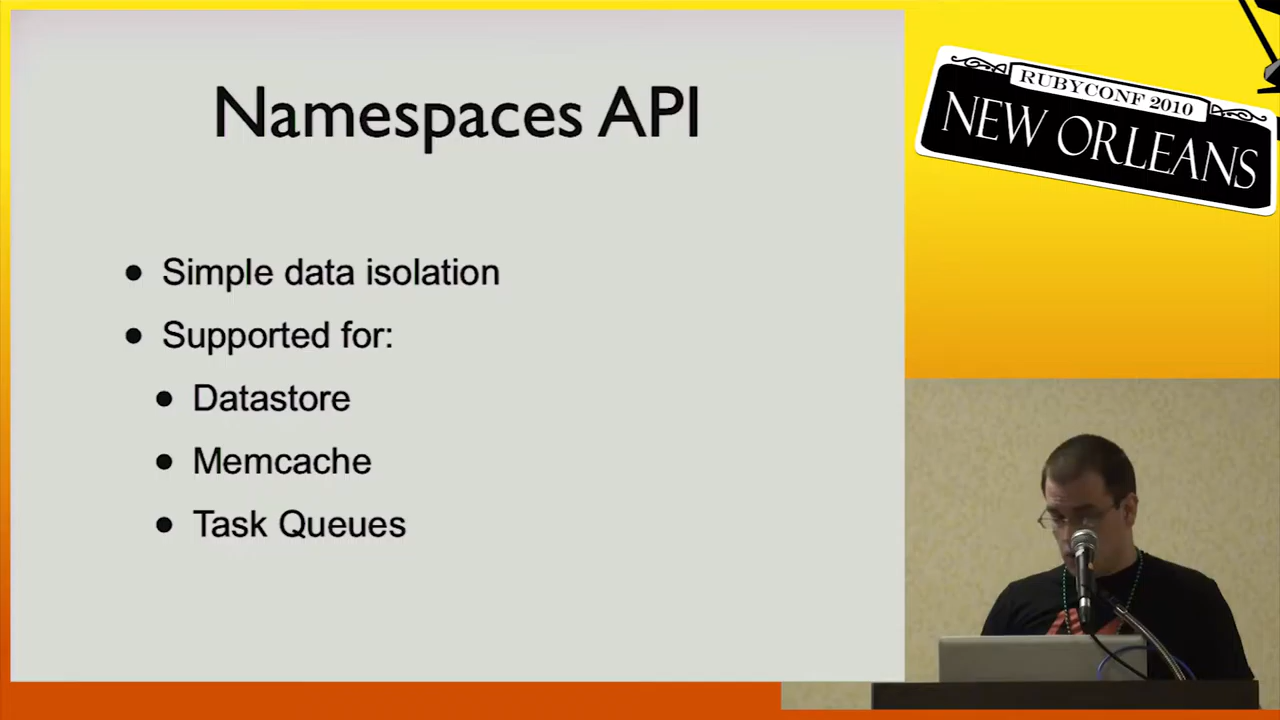 Namespaces API
• Simple data isolation
• Supported for:
• Datastore
• Memcache
• Task Queues
RUBYCONF 2010
NEW ORLEANS